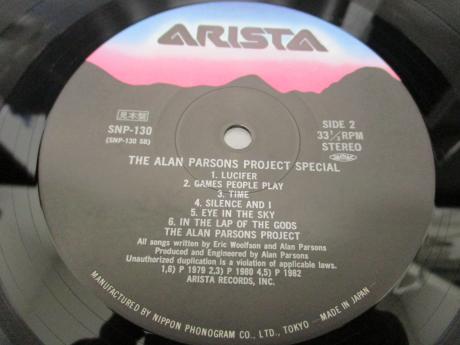 ARISTA
見本盤
SNP-130
(SNP-130 SB)
SIDE 2
33⅓RPM
STEREO
THE ALAN PARSONS PROJECT SPECIAL
1. LUCIFER
2. GAMES PEOPLE PLAY
3. TIME
4. SILENCE AND I
5. EYE IN THE SKY
6. IN THE LAP OF THE GODS
THE ALAN PARSONS PROJECT
All songs written by Eric Woolfson and Alan Parsons
Produced and Engineered by Alan Parsons
Unauthorized duplication is a violation of applicable laws.
1,6) P 1979 2,3) P 1980 4,5) P 1982
ARISTA RECORDS, INC.
MANUFACTURED BY NIPPON PHONOGRAM CO., LTD., TOKYO—MADE IN JAPAN